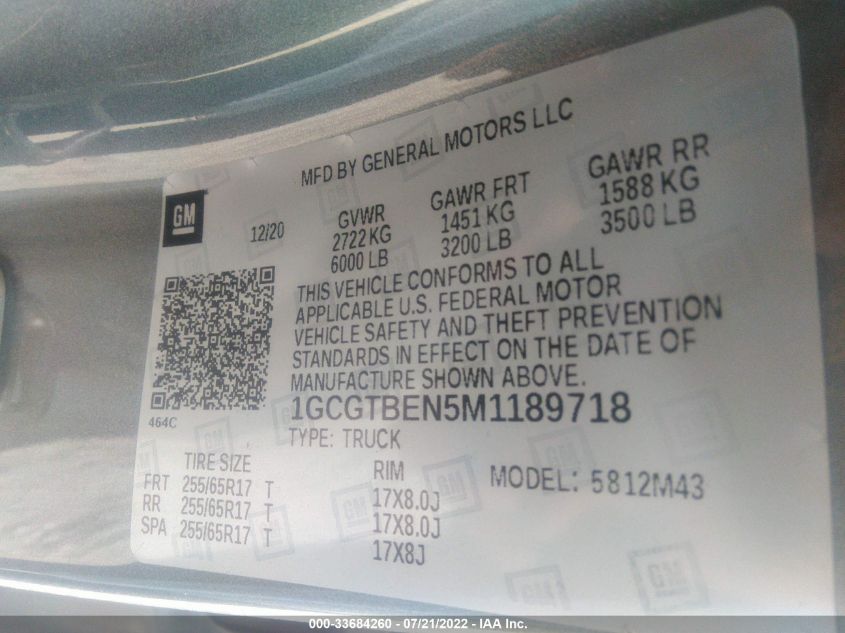 MFD BY GENERAL MOTORS LLC
GM
12/20
GVWR
2722 KG
6000 LB
GAWR FRT
1451 KG
3200 LB
GAWR RR
1588 KG
3500 LB
THIS VEHICLE CONFORMS TO ALL
APPLICABLE U.S. FEDERAL MOTOR
VEHICLE SAFETY AND THEFT PREVENTION
STANDARDS IN EFFECT ON THE DATE OF
MANUFACTURE SHOWN ABOVE.
464C
1GCGTBEN5M1189718
TYPE: TRUCK
MODEL: 5812M43
TIRE SIZE RIM
FRT 255/65R17 T 17X8.0J
RR 255/65R17 T 17X8.0J
SPA 255/65R17 T 17X8J
000-33684260 - 07/21/2022 - IAA Inc.